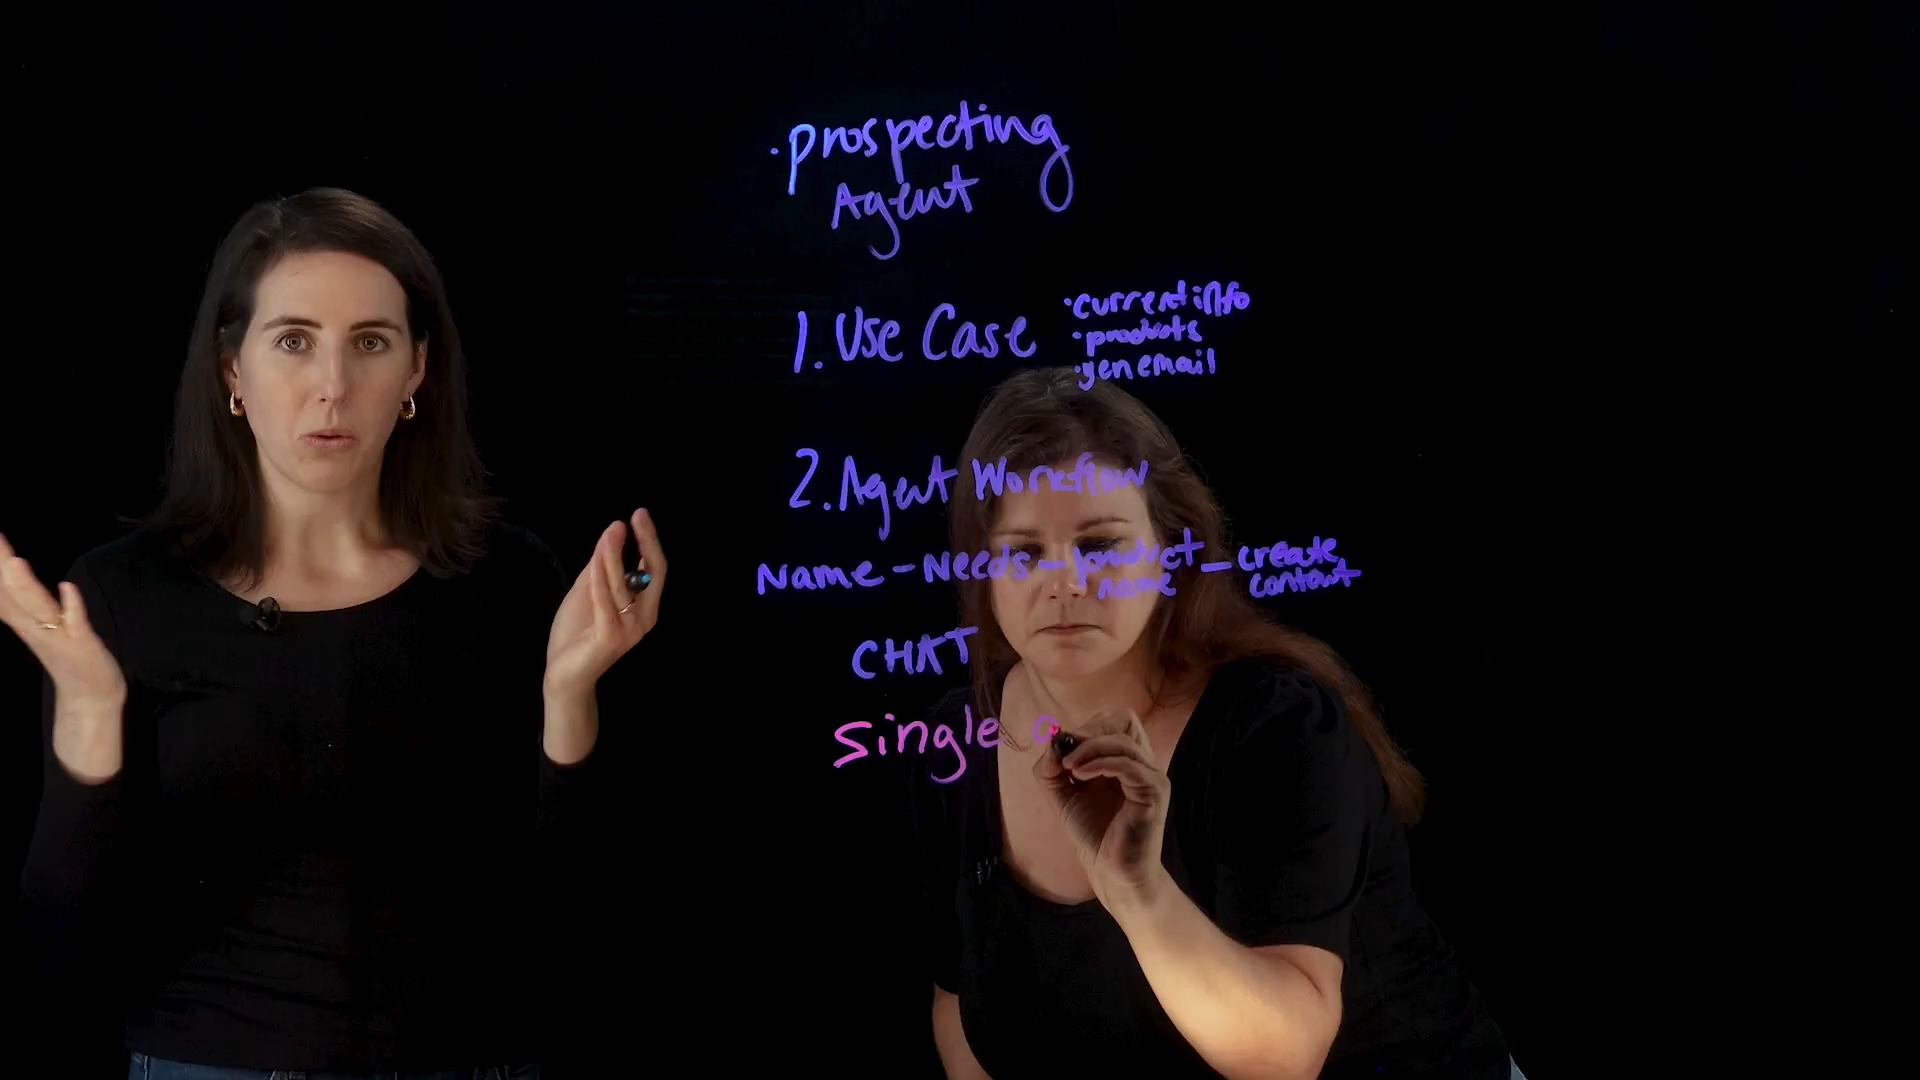 ·prospecting
Agent
1. Use Case
·current info
·products
·gen email
2. Agent Workflow
Name - Needs - product name - create content
CHAT
single a